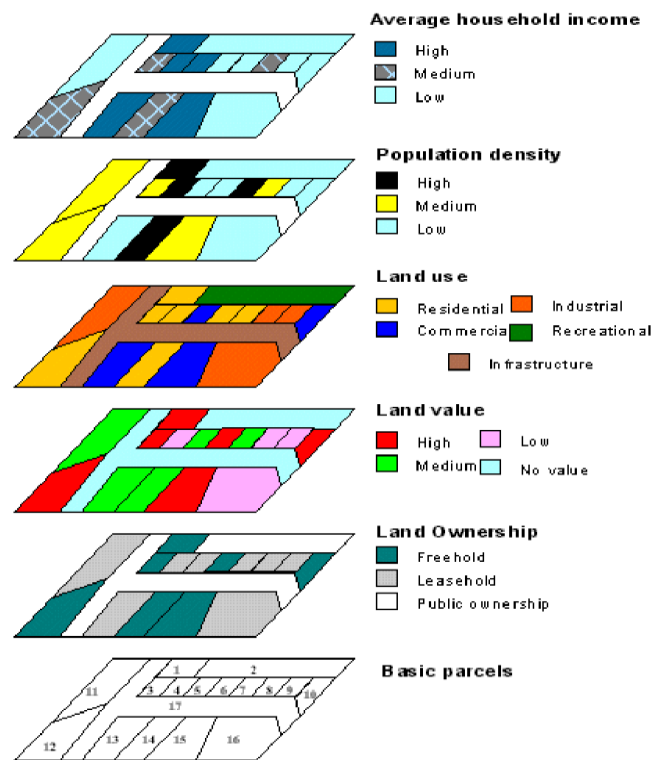 Average household income
High
Medium
Low
Population density
High
Medium
Low
Land use
Residential Industrial
Commercia Recreational
Infrastructure
Land value
High Low
Medium No value
Land Ownership
Freehold
Leasehold
Public ownership
Basic parcels
1 2
11 3 4 5 6 7 8 9 10
17
12 13 14 15 16